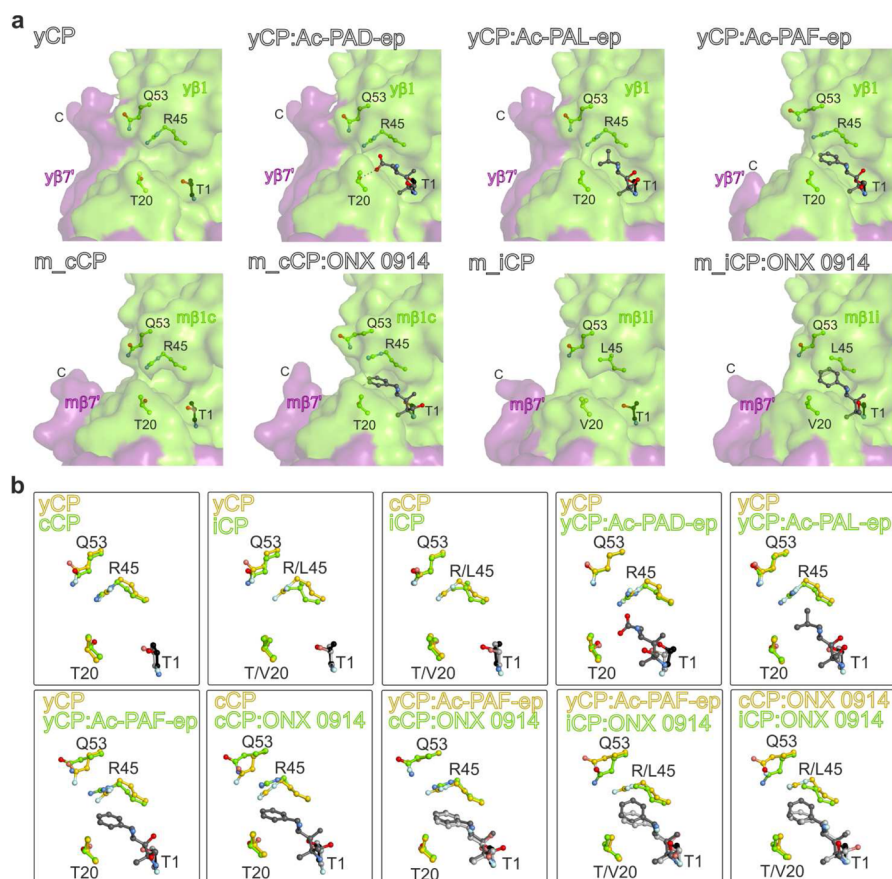 a
yCP
yCP:Ac-PAD-ep
yCP:Ac-PAL-ep
yCP:Ac-PAF-ep
Q53
yβ1
R45
C
yβ7'
T20
T1
Q53
yβ1
R45
C
yβ7'
T20
T1
Q53
yβ1
R45
C
yβ7'
T20
T1
Q53
yβ1
R45
C
yβ7'
T20
T1
m_cCP
m_cCP:ONX 0914
m_iCP
m_iCP:ONX 0914
Q53
mβ1c
R45
C
mβ7'
T20
T1
Q53
mβ1c
R45
C
mβ7'
T20
T1
Q53
mβ1i
L45
C
mβ7'
V20
T1
Q53
mβ1i
L45
C
mβ7'
V20
T1
b
yCP
cCP
Q53
R45
T20
T1
yCP
iCP
Q53
R/L45
T/V20
T1
cCP
iCP
Q53
R/L45
T/V20
T1
yCP
yCP:Ac-PAD-ep
Q53
R45
T20
T1
yCP
yCP:Ac-PAL-ep
Q53
R45
T20
T1
yCP
yCP:Ac-PAF-ep
Q53
R45
T20
T1
cCP
cCP:ONX 0914
Q53
R45
T20
T1
yCP:Ac-PAF-ep
cCP:ONX 0914
Q53
R45
T20
T1
yCP:Ac-PAF-ep
iCP:ONX 0914
Q53
R/L45
T/V20
T1
cCP:ONX 0914
iCP:ONX 0914
Q53
R/L45
T/V20
T1